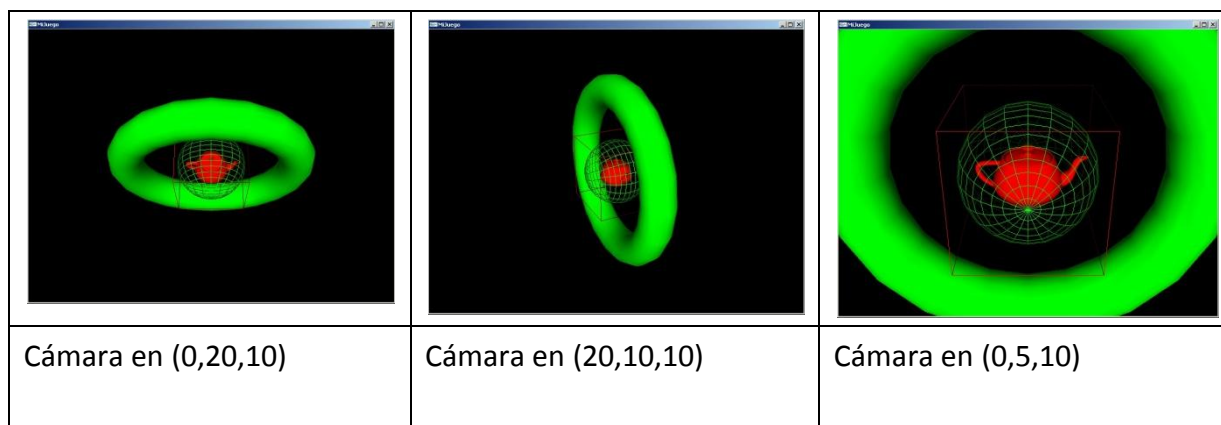 MiJuego
MiJuego
MiJuego
Cámara en (0,20,10)
Cámara en (20,10,10)
Cámara en (0,5,10)